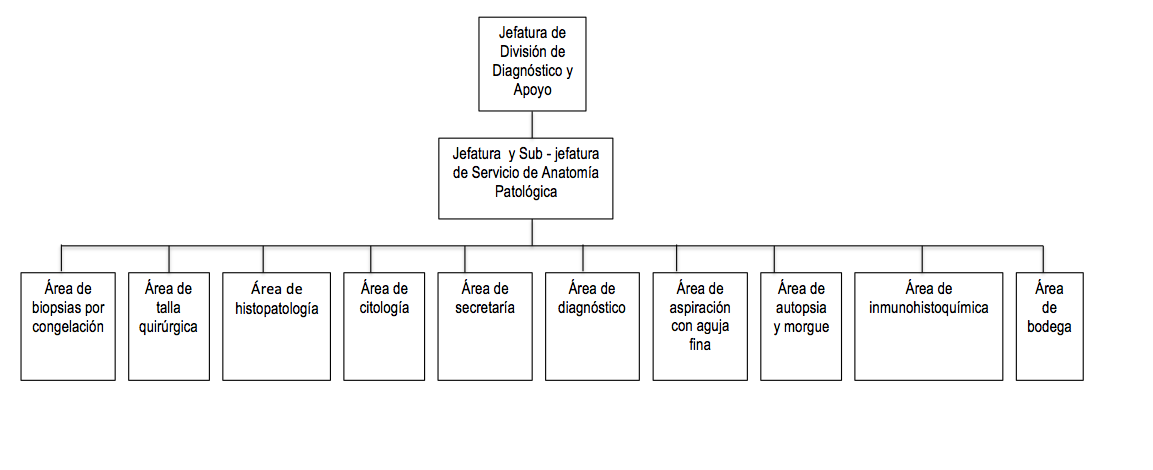 Jefatura de
División de
Diagnóstico y
Apoyo
Jefatura y Sub - jefatura
de Servicio de Anatomía
Patológica
Área de
biopsias por
congelación
Área de
talla
quirúrgica
Área de
histopatología
Área de
citología
Área de
secretaría
Área de
diagnóstico
Área de
aspiración
con aguja
fina
Área de
autopsia
y morgue
Área de
inmunohistoquímica
Área
de
bodega